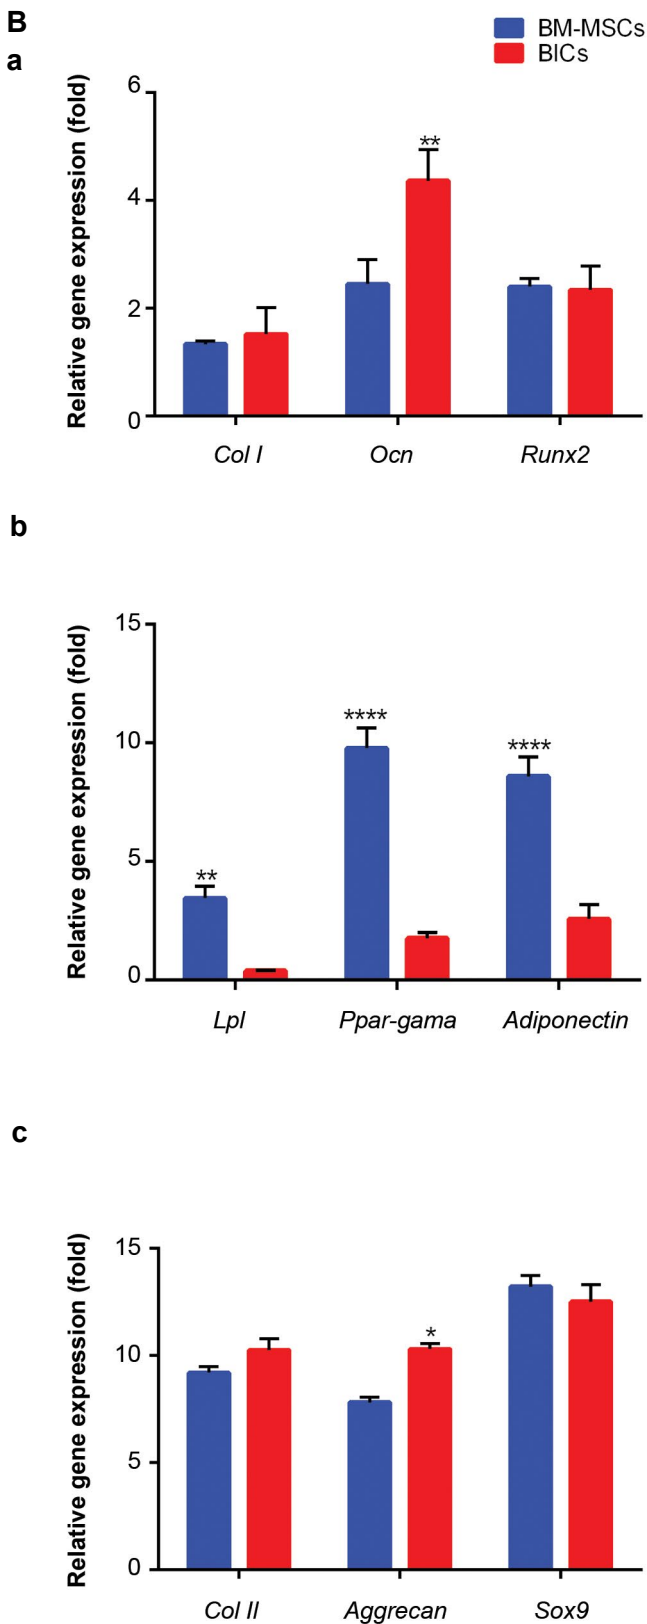 B
BM-MSCs
BICs
a
Relative gene expression (fold)
6
4
2
0
**
Col I
Ocn
Runx2
b
Relative gene expression (fold)
15
10
5
0
**
****
****
Lpl
Ppar-gama
Adiponectin
c
Relative gene expression (fold)
15
10
5
0
*
Col II
Aggrecan
Sox9